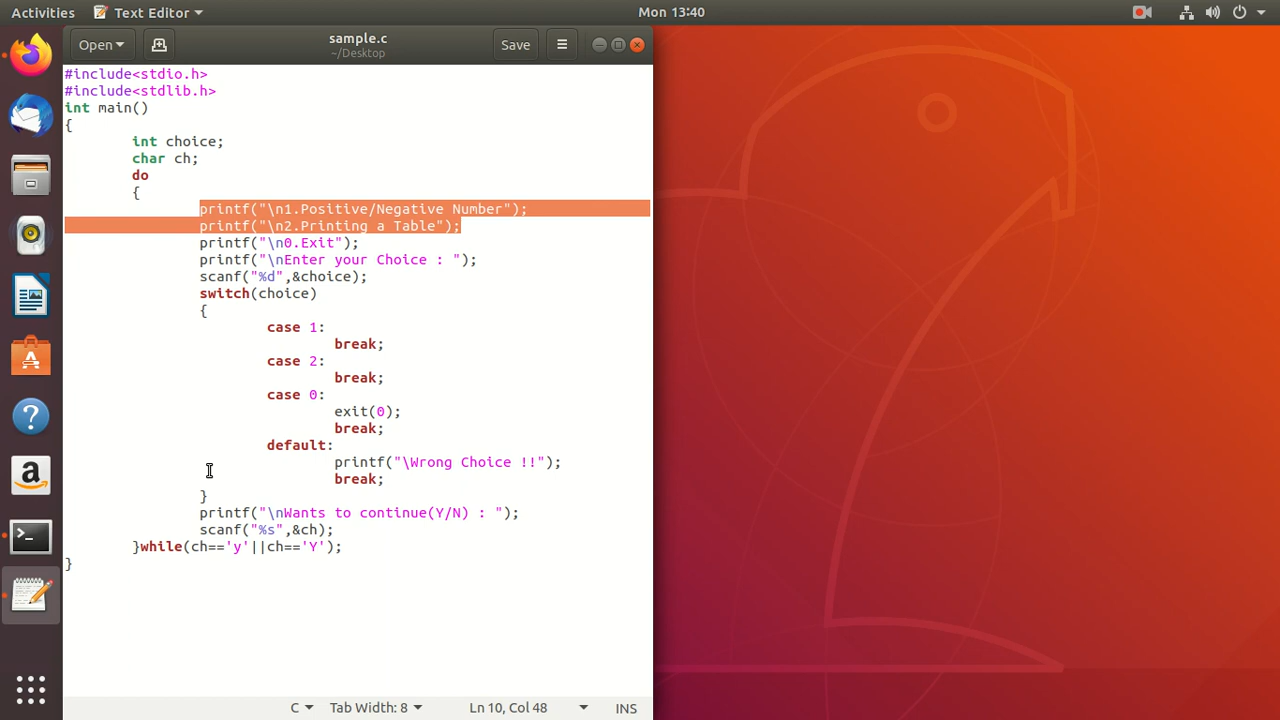 Activities Text Editor Mon 13:40
Open sample.c Save
~/Desktop
#include<stdio.h>
#include<stdlib.h>
int main()
{
int choice;
char ch;
do
{
printf("\n1.Positive/Negative Number");
printf("\n2.Printing a Table");
printf("\n0.Exit");
printf("\nEnter your Choice : ");
scanf("%d",&choice);
switch(choice)
{
case 1:
break;
case 2:
break;
case 0:
exit(0);
break;
default:
printf("\Wrong Choice !!");
break;
}
printf("\nWants to continue(Y/N) : ");
scanf("%s",&ch);
}while(ch=='y'||ch=='Y');
}
C Tab Width: 8 Ln 10, Col 48 INS